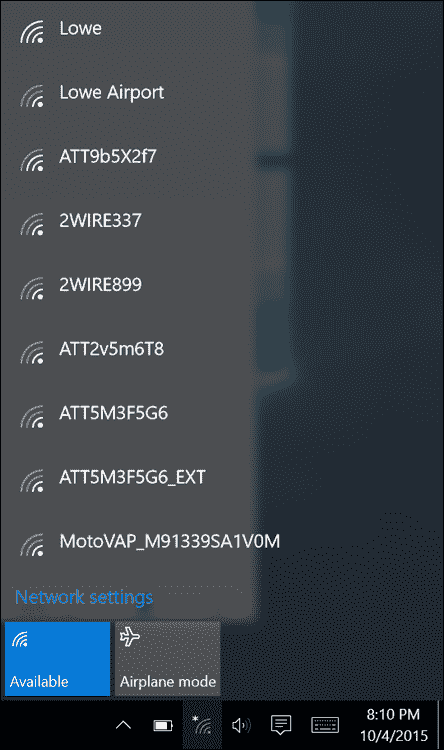 Lowe
Lowe Airport
ATT9b5X2f7
2WIRE337
2WIRE899
ATT2v5m6T8
ATT5M3F5G6
ATT5M3F5G6_EXT
MotoVAP_M91339SA1V0M
Network settings
Available
Airplane mode
8:10 PM
10/4/2015